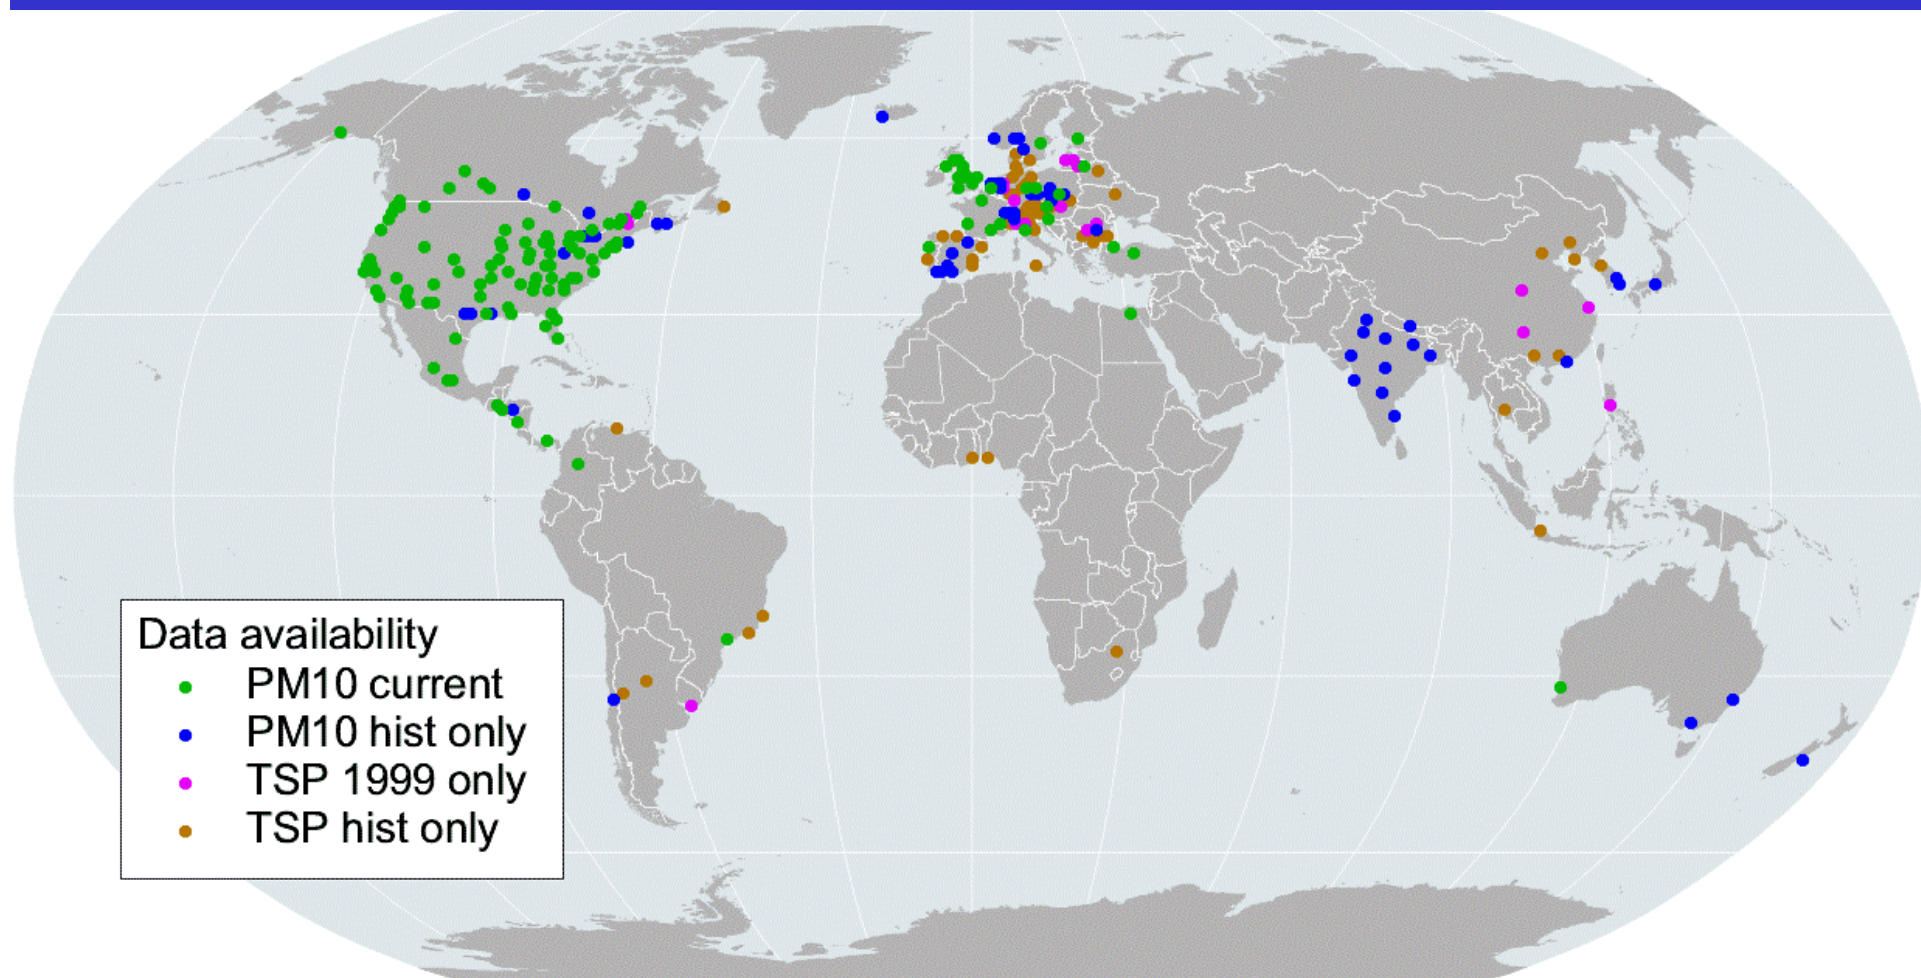 Data availability
PM10 current
PM10 hist only
TSP 1999 only
TSP hist only